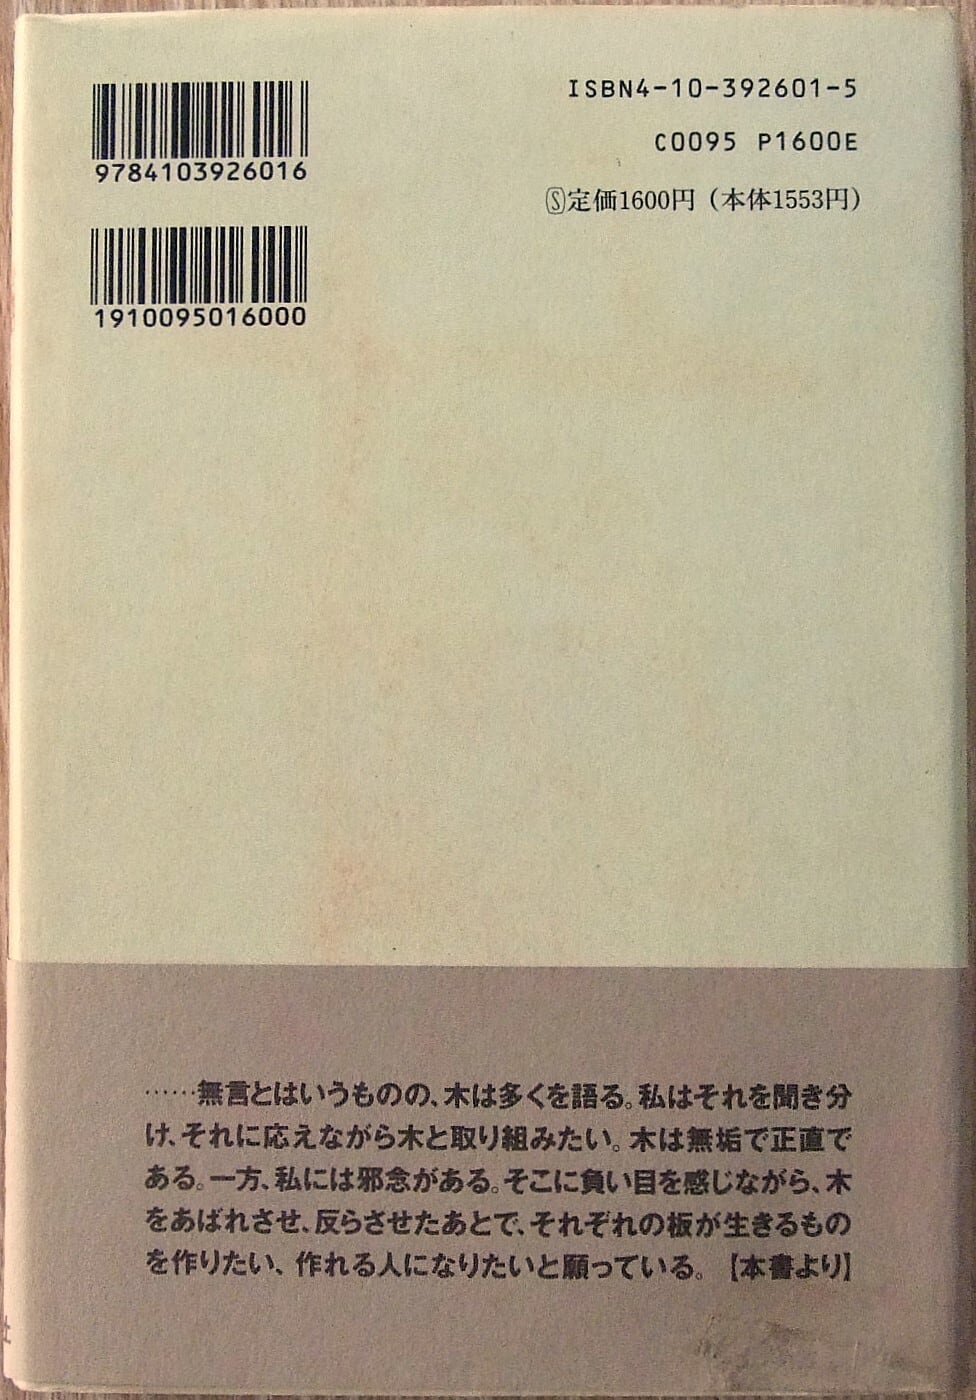 9784103926016
1910095016000
ISBN4-10-392601-5
C0095 P1600E
Ⓢ定価1600円（本体1553円）
……無言とはいうものの、木は多くを語る。私はそれを聞き分
け、それに応えながら木と取り組みたい。木は無垢で正直で
ある。一方、私には邪念がある。そこに負い目を感じながら、木
をあばれさせ、反らさせたあとで、それぞれの板が生きるもの
を作りたい、作れる人になりたいと願っている。【本書より】
社